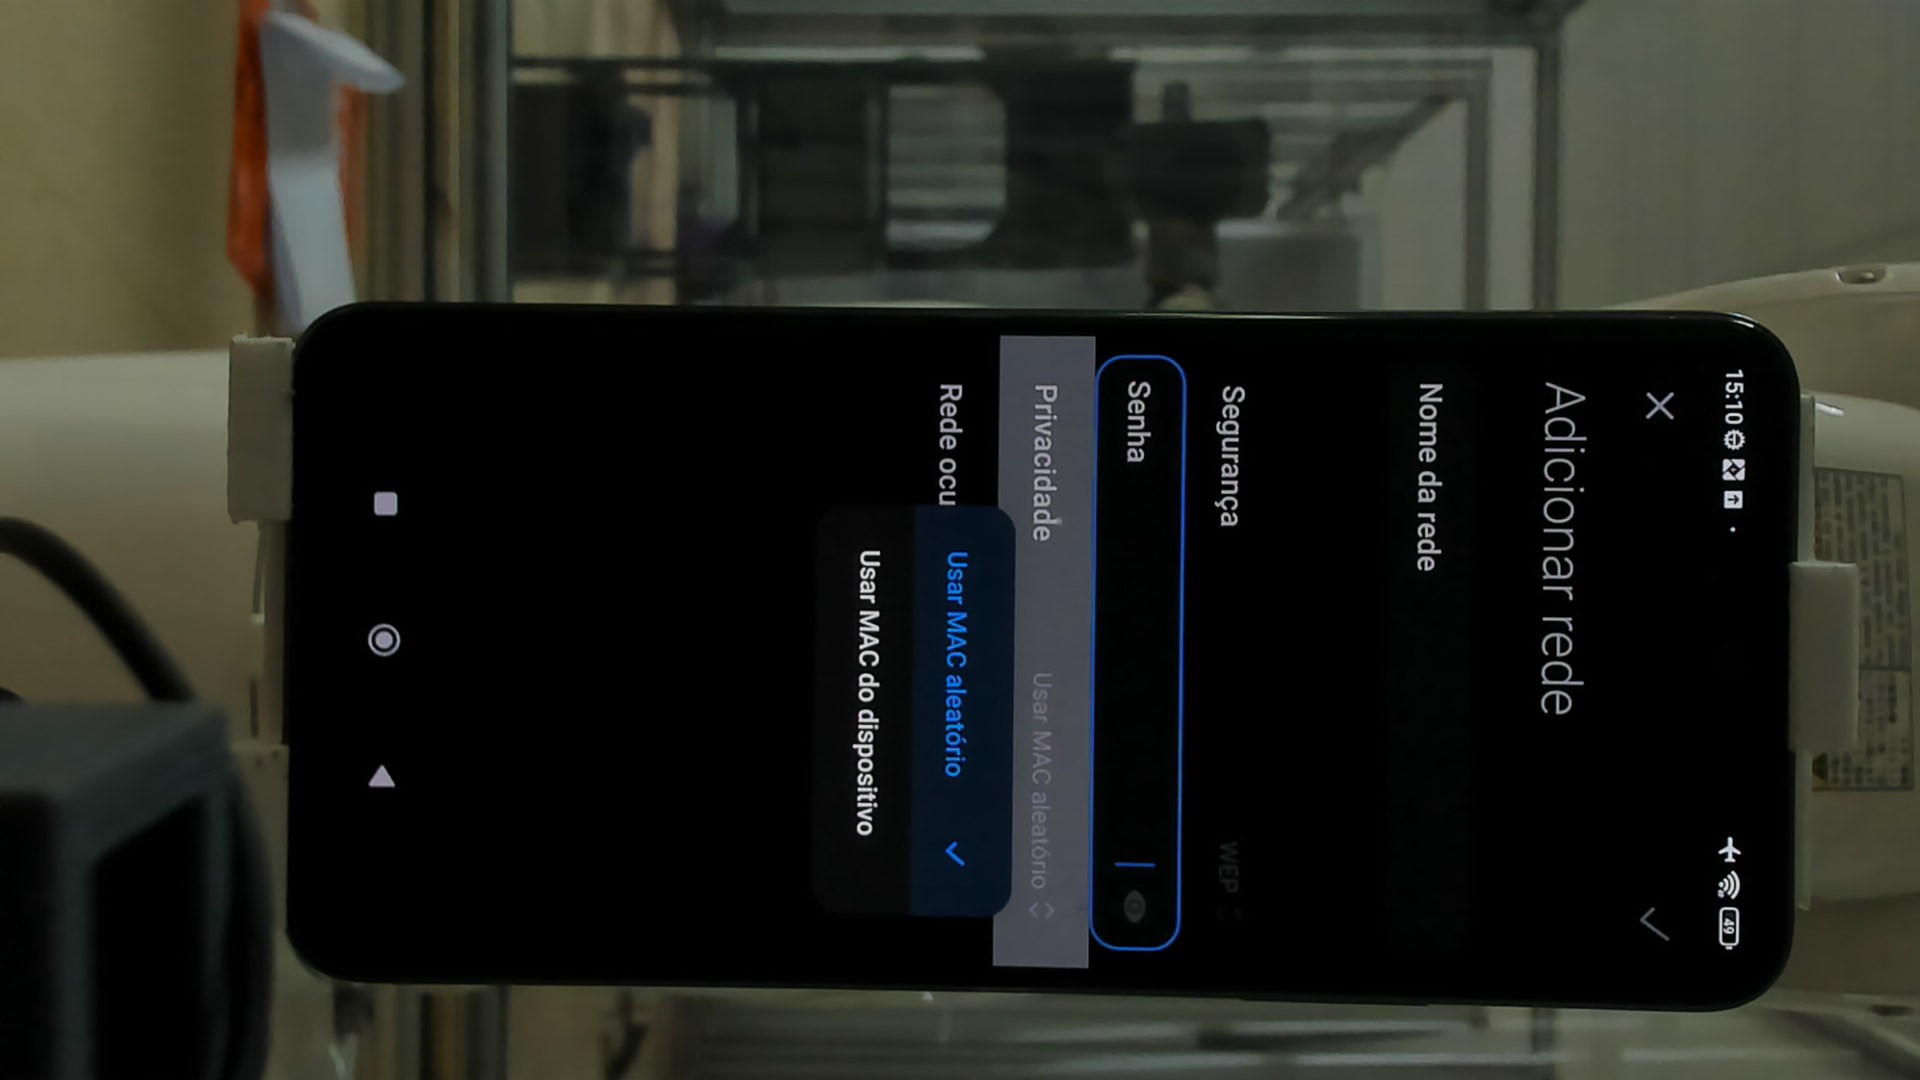 15:10
49
Adicionar rede
Nome da rede
Segurança
WEP
Senha
Privacidade
Usar MAC aleatório
Rede ocu
Usar MAC aleatório
Usar MAC do dispositivo